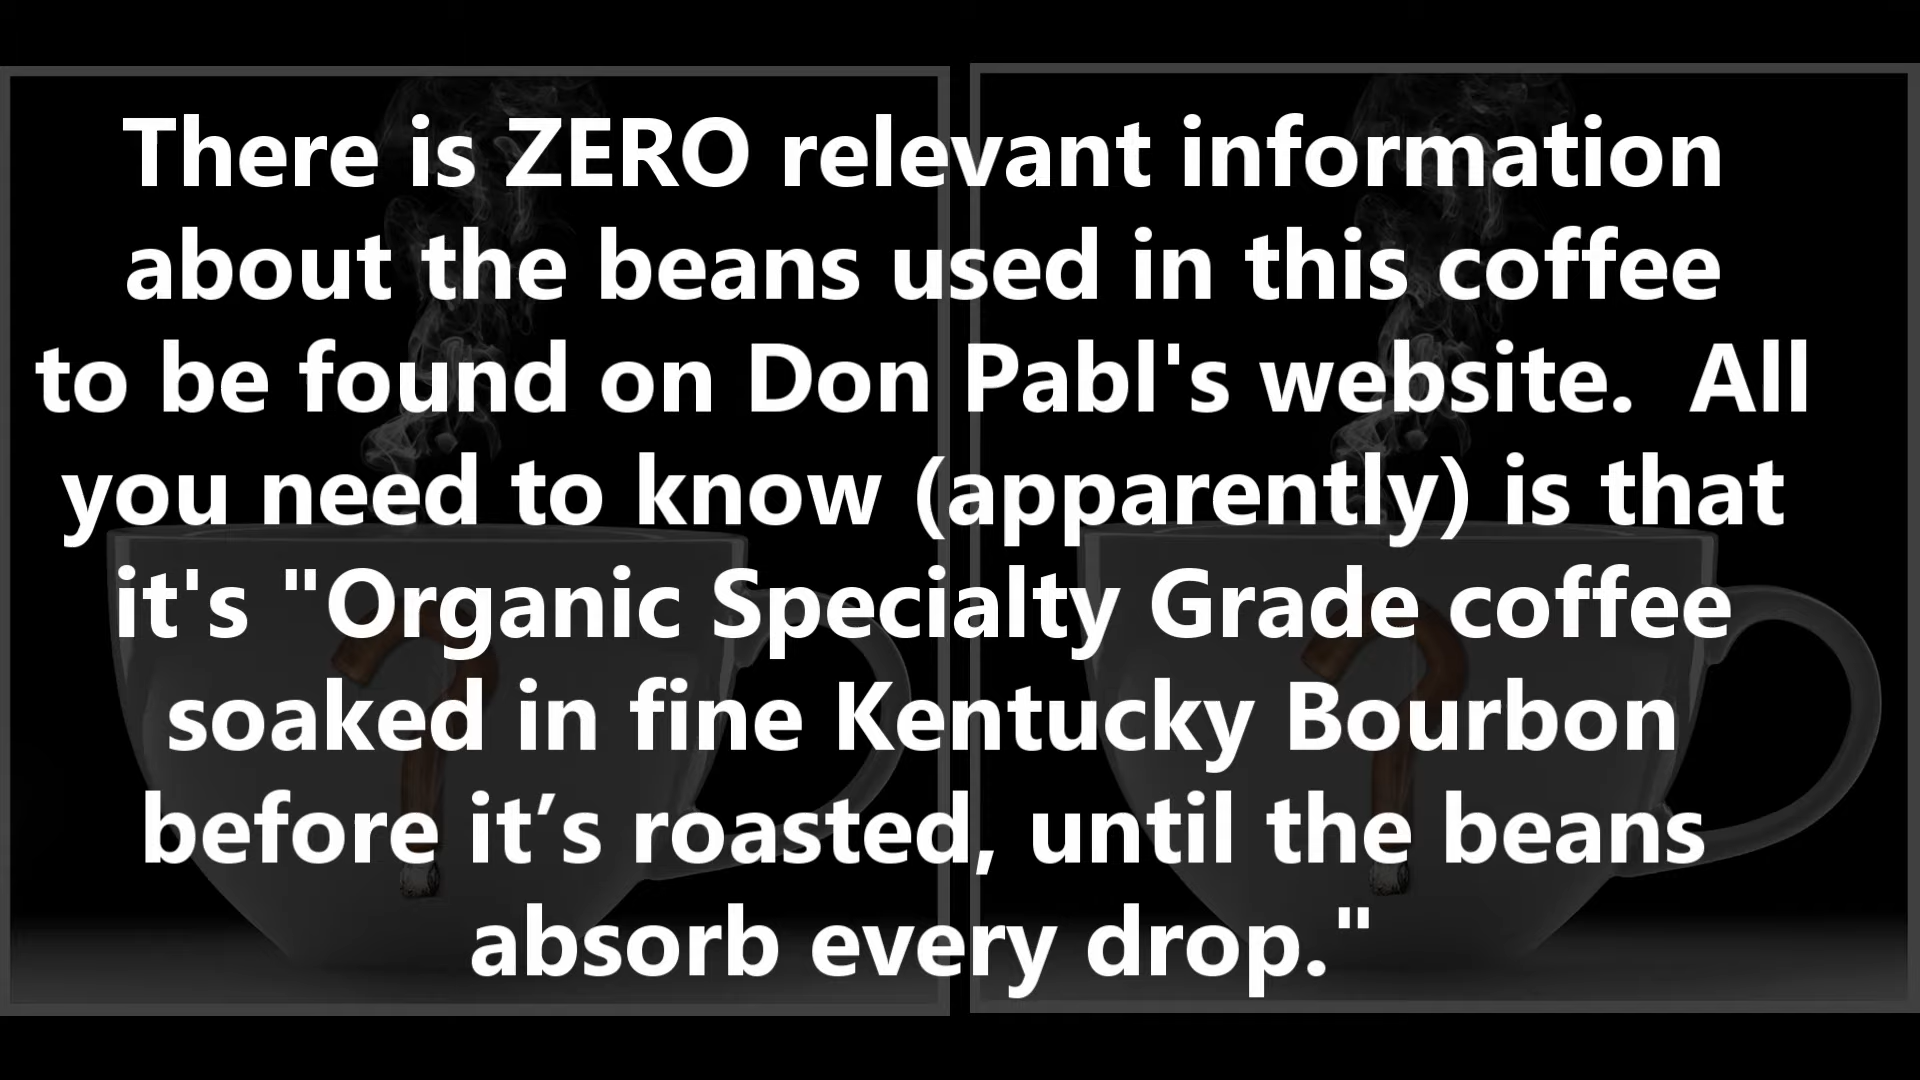 There is ZERO relevant information
about the beans used in this coffee
to be found on Don Pabl's website.  All
you need to know (apparently) is that
it's "Organic Specialty Grade coffee
soaked in fine Kentucky Bourbon
before it’s roasted, until the beans
absorb every drop."